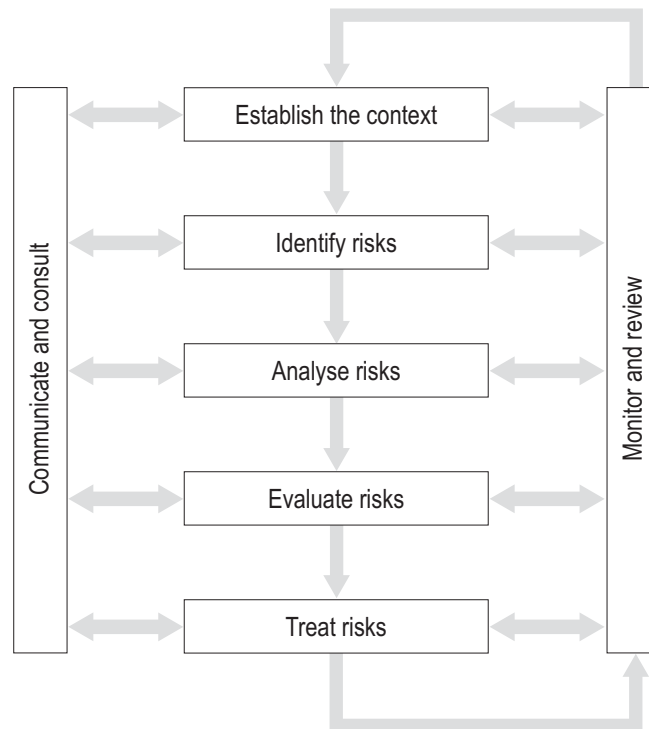 Establish the context
Identify risks
Analyse risks
Evaluate risks
Treat risks
Communicate and consult
Monitor and review